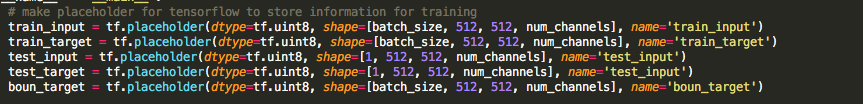 # make placeholder for tensorflow to store information for training
train_input = tf.placeholder(dtype=tf.uint8, shape=[batch_size, 512, 512, num_channels], name='train_input')
train_target = tf.placeholder(dtype=tf.uint8, shape=[batch_size, 512, 512, num_channels], name='train_target')
test_input = tf.placeholder(dtype=tf.uint8, shape=[1, 512, 512, num_channels], name='test_input')
test_target = tf.placeholder(dtype=tf.uint8, shape=[1, 512, 512, num_channels], name='test_input')
boun_target = tf.placeholder(dtype=tf.uint8, shape=[batch_size, 512, 512, num_channels], name='boun_target')